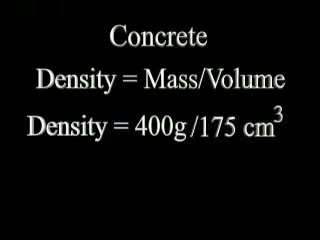 Concrete
Density = Mass/Volume
Density = 400g /175 cm³